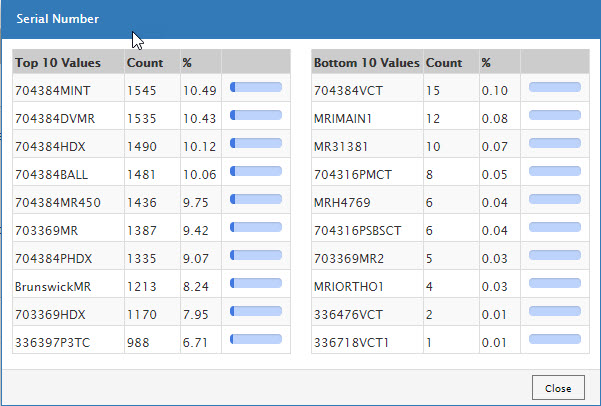 Serial Number
Top 10 Values Count % Bottom 10 Values Count %
704384MINT 1545 10.49 704384VCT 15 0.10
704384DVMR 1535 10.43 MRIMAIN1 12 0.08
704384HDX 1490 10.12 MR31381 10 0.07
704384BALL 1481 10.06 704316PMCT 8 0.05
704384MR450 1436 9.75 MRH4769 6 0.04
703369MR 1387 9.42 704316PSBSCT 6 0.04
704384PHDX 1335 9.07 703369MR2 5 0.03
BrunswickMR 1213 8.24 MRIORTHO1 4 0.03
703369HDX 1170 7.95 336476VCT 2 0.01
336397P3TC 988 6.71 336718VCT1 1 0.01
Close